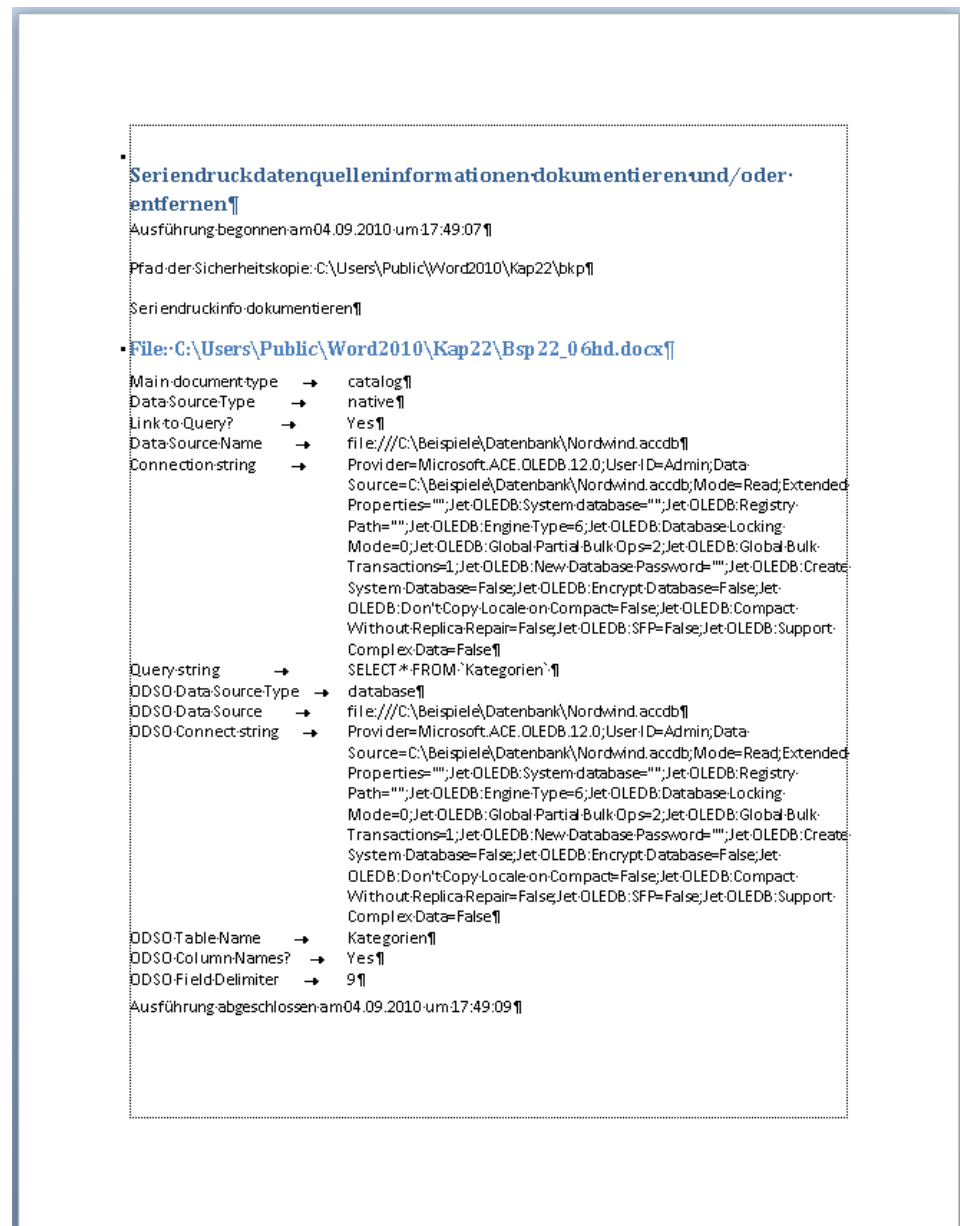 Seriendruckdatenquelleninformationen·dokumentieren·und/oder·
entfernen¶
Ausführung·begonnen·am·04.09.2010·um·17:49:07¶
Pfad·der·Sicherheitskopie:·C:\Users\Public\Word2010\Kap22\bkp¶
Seriendruckinfo·dokumentieren¶
File:·C:\Users\Public\Word2010\Kap22\Bsp22_06hd.docx¶
Main·document·type → catalog¶
Data·Source·Type → native¶
Link·to·Query? → Yes¶
Data·Source·Name → file:///C:\Beispiele\Datenbank\Nordwind.accdb¶
Connection·string → Provider=Microsoft.ACE.OLEDB.12.0;User·ID=Admin;Data·
Source=C:\Beispiele\Datenbank\Nordwind.accdb;Mode=Read;Extended·
Properties="";Jet·OLEDB:System·database="";Jet·OLEDB:Registry·
Path="";Jet·OLEDB:Engine·Type=6;Jet·OLEDB:Database·Locking·
Mode=0;Jet·OLEDB:Global·Partial·Bulk·Ops=2;Jet·OLEDB:Global·Bulk·
Transactions=1;Jet·OLEDB:New·Database·Password="";Jet·OLEDB:Create·
System·Database=False;Jet·OLEDB:Encrypt·Database=False;Jet·
OLEDB:Don't·Copy·Locale·on·Compact=False;Jet·OLEDB:Compact·
Without·Replica·Repair=False;Jet·OLEDB:SFP=False;Jet·OLEDB:Support·
Complex·Data=False¶
Query·string → SELECT·*·FROM·`Kategorien`·¶
ODSO·Data·Source·Type → database¶
ODSO·Data·Source → file:///C:\Beispiele\Datenbank\Nordwind.accdb¶
ODSO·Connect·string → Provider=Microsoft.ACE.OLEDB.12.0;User·ID=Admin;Data·
Source=C:\Beispiele\Datenbank\Nordwind.accdb;Mode=Read;Extended·
Properties="";Jet·OLEDB:System·database="";Jet·OLEDB:Registry·
Path="";Jet·OLEDB:Engine·Type=6;Jet·OLEDB:Database·Locking·
Mode=0;Jet·OLEDB:Global·Partial·Bulk·Ops=2;Jet·OLEDB:Global·Bulk·
Transactions=1;Jet·OLEDB:New·Database·Password="";Jet·OLEDB:Create·
System·Database=False;Jet·OLEDB:Encrypt·Database=False;Jet·
OLEDB:Don't·Copy·Locale·on·Compact=False;Jet·OLEDB:Compact·
Without·Replica·Repair=False;Jet·OLEDB:SFP=False;Jet·OLEDB:Support·
Complex·Data=False¶
ODSO·Table·Name → Kategorien¶
ODSO·Column·Names? → Yes¶
ODSO·Field·Delimiter → 9¶
Ausführung·abgeschlossen·am·04.09.2010·um·17:49:09¶